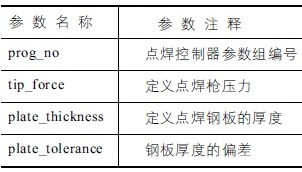 参数名称 参数注释
prog_no 点焊控制器参数组编号
tip_force 定义点焊枪压力
plate_thickness 定义点焊钢板的厚度
plate_tolerance 钢板厚度的偏差